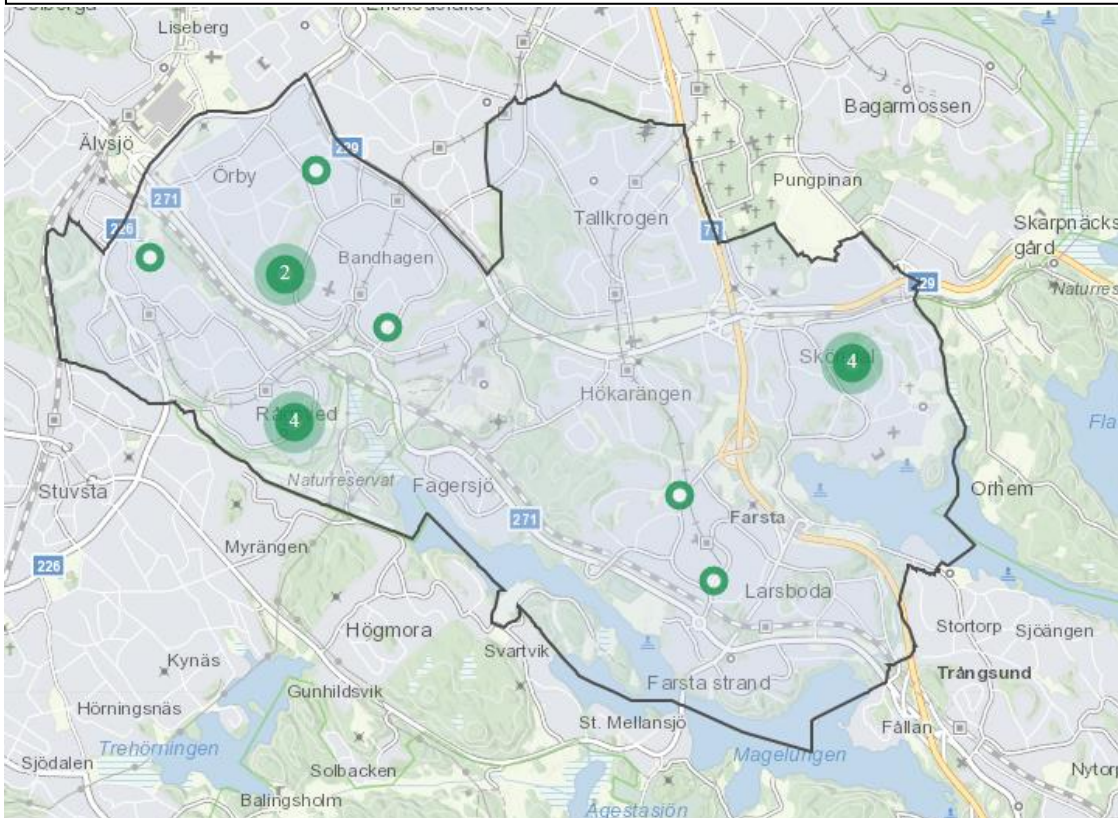 Liseberg
Bagarmossen
Älvsjö
229
Örby
271
Pungpinan
Tallkrogen
226
Skarpnäcks
gård
Bandhagen
2
229
Naturres
4
Hökarängen
4
Naturreservat
Stuvsta
Fagersjö
Orhem
Farsta
271
Myrängen
226
Larsboda
Högmora
Stortorp
Sjöängen
Svartvik
Kynäs
Trångsund
Farsta strand
Gunhildsvik
Hörningsnäs
St. Mellansjö
Fållan
Trehörningen
Magelungen
Sjödalen
Solbacken
Nytorp
Balingsholm
Ågestasjön